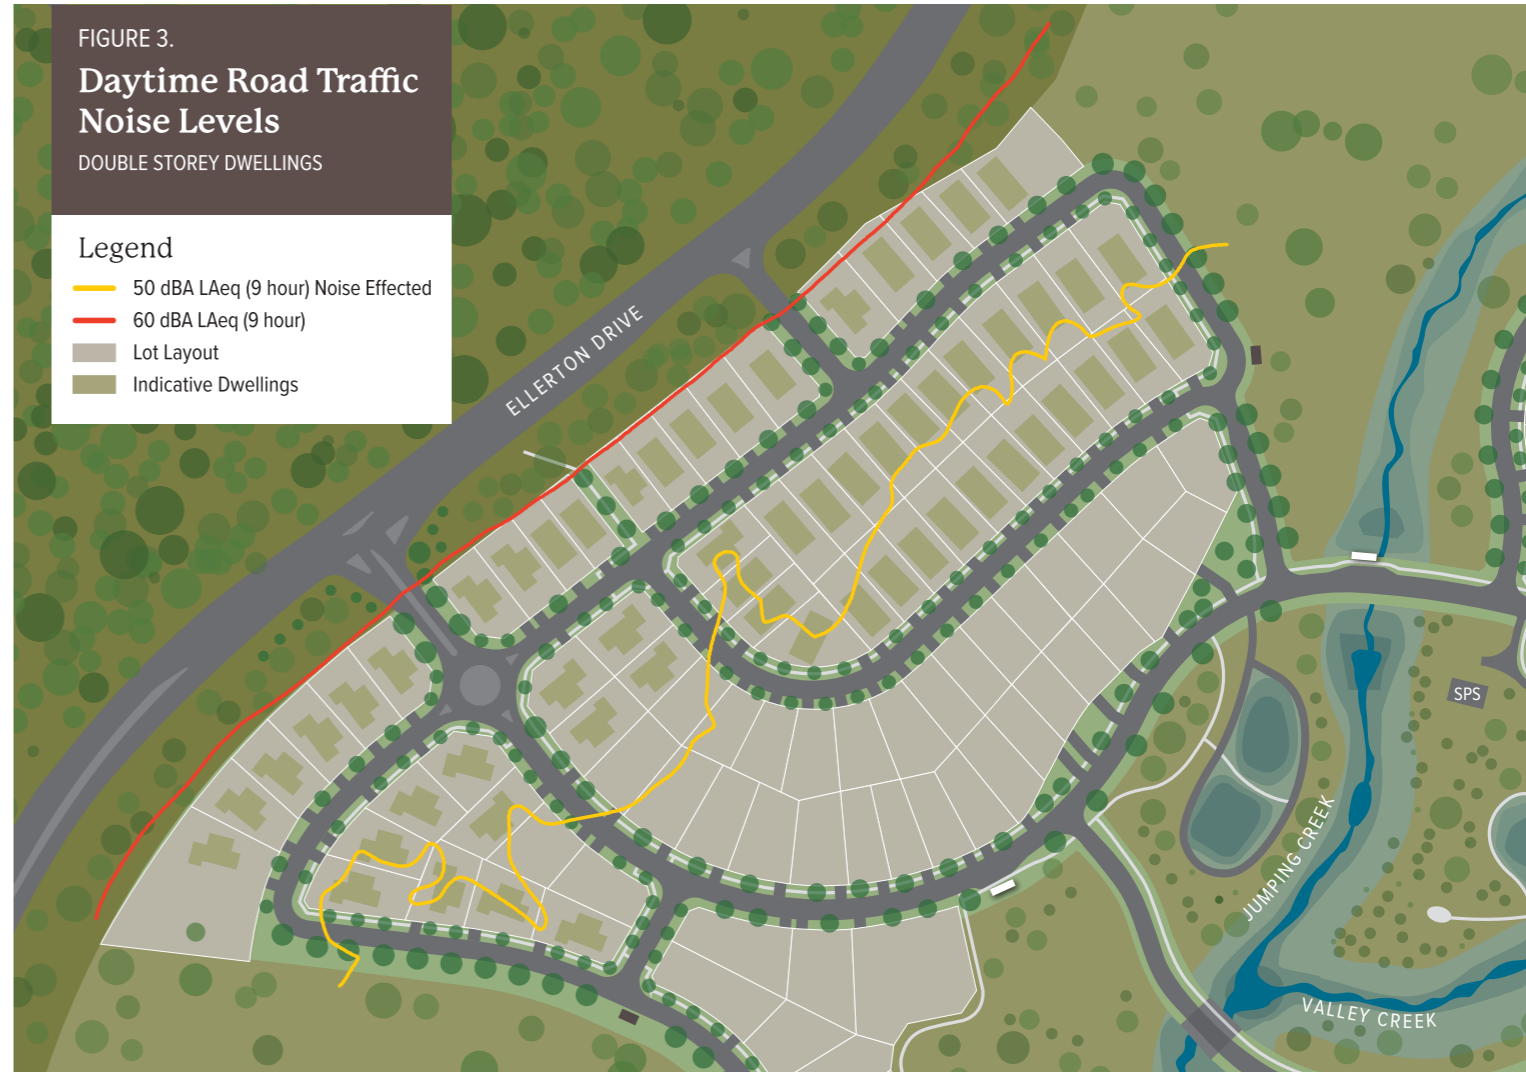 FIGURE 3.
Daytime Road Traffic
Noise Levels
DOUBLE STOREY DWELLINGS
Legend
50 dBA LAeq (9 hour) Noise Effected
60 dBA LAeq (9 hour)
Lot Layout
Indicative Dwellings
ELLERTON DRIVE
SPS
JUMPING CREEK
VALLEY CREEK